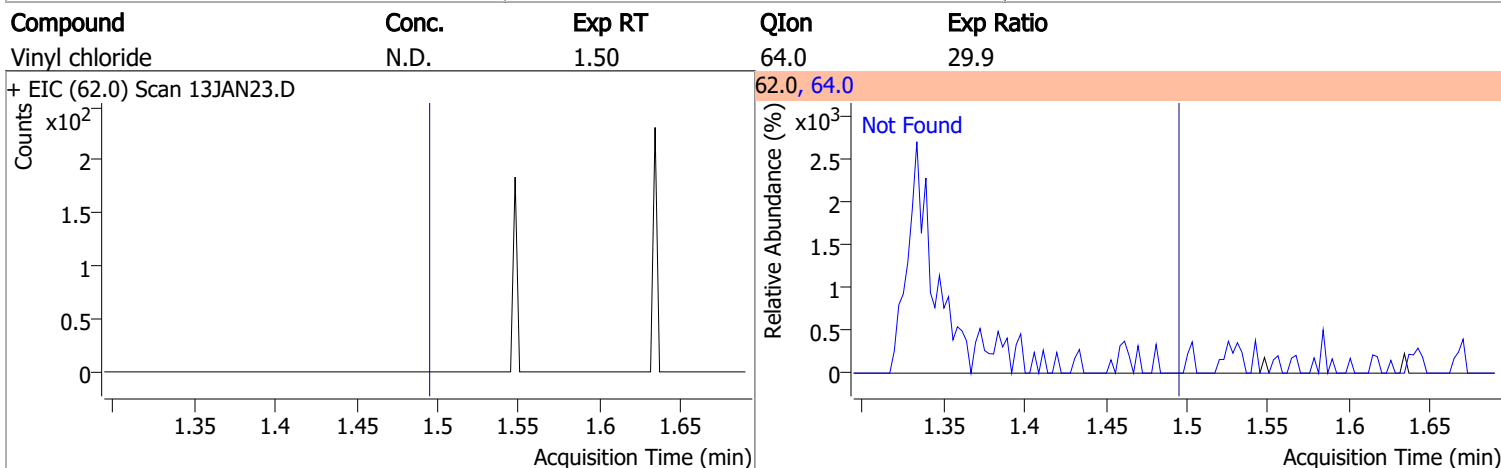 Compound Conc. Exp RT QIon Exp Ratio
Vinyl chloride N.D. 1.50 64.0 29.9
+ EIC (62.0) Scan 13JAN23.D
Counts
x10²
2
1.5
1
0.5
0
1.35 1.4 1.45 1.5 1.55 1.6 1.65
Acquisition Time (min)
62.0, 64.0
Relative Abundance (%)
x10³
Not Found
2.5
2
1.5
1
0.5
0
1.35 1.4 1.45 1.5 1.55 1.6 1.65
Acquisition Time (min)